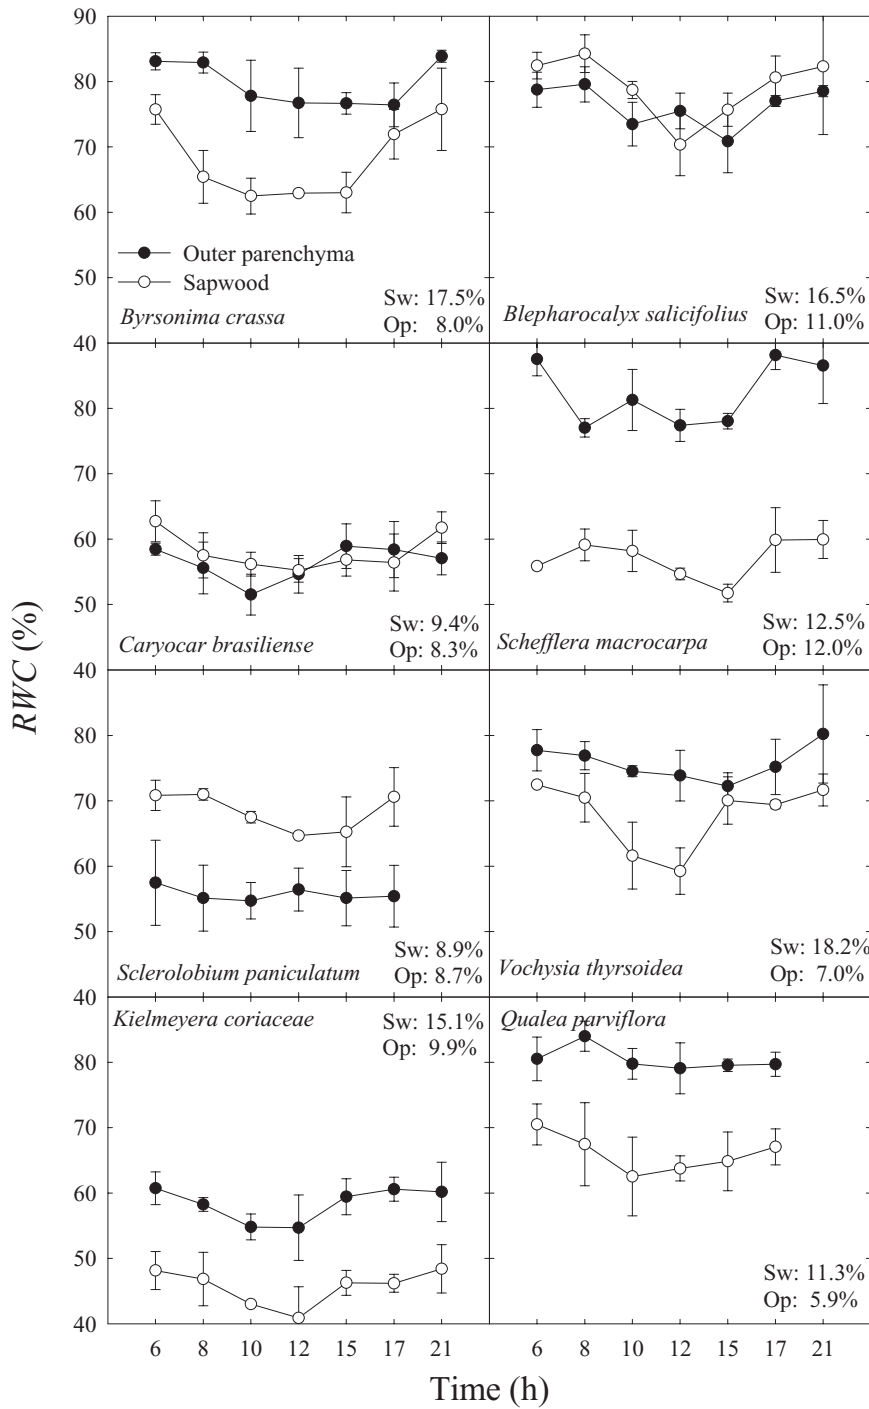 90
80
70
60
50
Outer parenchyma
Sapwood
Byrsonima crassa
Sw: 17.5%
Op: 8.0%
Blepharocalyx salicifolius
Sw: 16.5%
Op: 11.0%
40
80
70
60
50
Caryocar brasiliense
Sw: 9.4%
Op: 8.3%
Schefflera macrocarpa
Sw: 12.5%
Op: 12.0%
RWC (%)
40
80
70
60
50
Sclerolobium paniculatum
Sw: 8.9%
Op: 8.7%
Vochysia thyrsoidea
Sw: 18.2%
Op: 7.0%
40
80
70
60
50
40
Kielmeyera coriaceae
Sw: 15.1%
Op: 9.9%
Qualea parviflora
Sw: 11.3%
Op: 5.9%
6 8 10 12 15 17 21
6 8 10 12 15 17 21
Time (h)